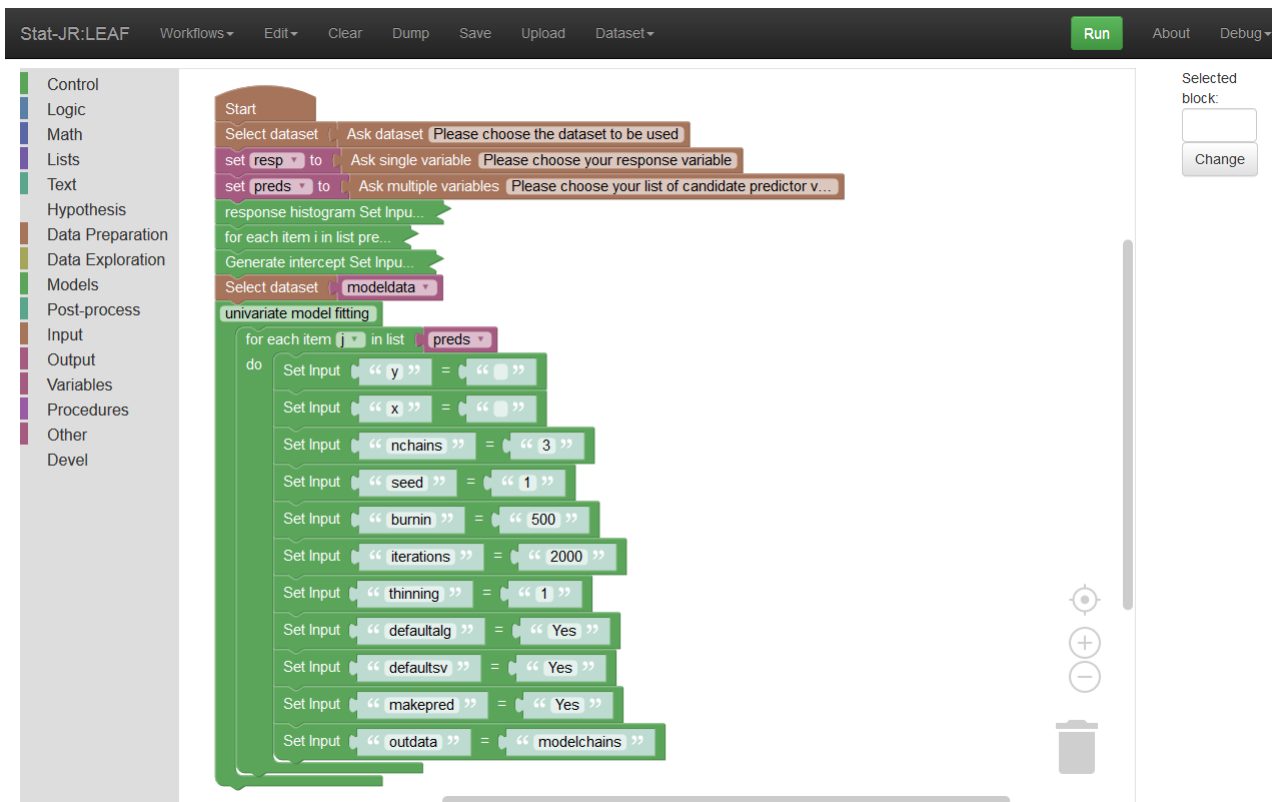 Stat-JR:LEAF Workflows Edit Clear Dump Save Upload Dataset Run About Debug
Control
Logic
Math
Lists
Text
Hypothesis
Data Preparation
Data Exploration
Models
Post-process
Input
Output
Variables
Procedures
Other
Devel
Start
Select dataset Ask dataset Please choose the dataset to be used
set resp to Ask single variable Please choose your response variable
set preds to Ask multiple variables Please choose your list of candidate predictor v...
response histogram Set Inpu...
for each item i in list pre...
Generate intercept Set Inpu...
Select dataset modeldata
univariate model fitting
for each item j in list preds
do Set Input “ y ” = “ ”
Set Input “ x ” = “ ”
Set Input “ nchains ” = “ 3 ”
Set Input “ seed ” = “ 1 ”
Set Input “ burnin ” = “ 500 ”
Set Input “ iterations ” = “ 2000 ”
Set Input “ thinning ” = “ 1 ”
Set Input “ defaultalg ” = “ Yes ”
Set Input “ defaultsv ” = “ Yes ”
Set Input “ makepred ” = “ Yes ”
Set Input “ outdata ” = “ modelchains ”
Selected
block:
Change